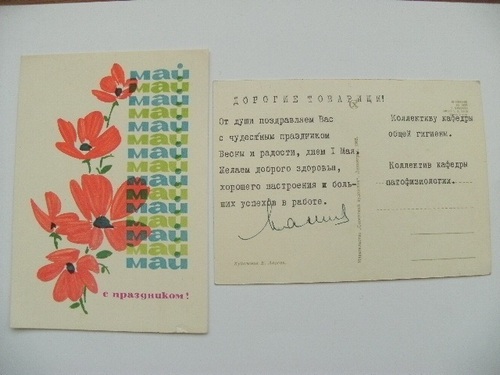 май
май
май
май
май
май
май
май
май
май
май
с праздником!
ДОРОГИЕ ТОВАРИЩИ!
От души поздравляем Вас
с чудесным праздником
Весны и радости, днем I Мая.
Желаем доброго здоровья,
хорошего настроения и боль-
ших успехов в работе.
Коллективу кафедры
общей гигиены.
Коллектив кафедры
патофизиологии.